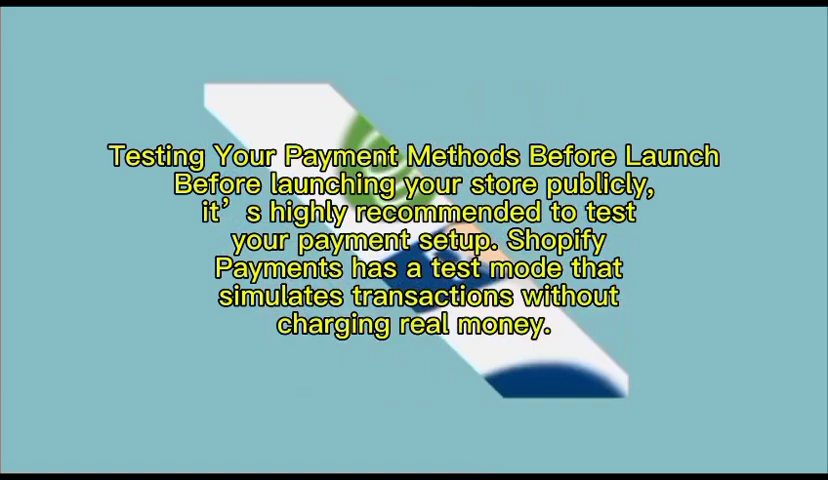 Testing Your Payment Methods Before Launch
Before launching your store publicly,
it’s highly recommended to test
your payment setup. Shopify
Payments has a test mode that
simulates transactions without
charging real money.